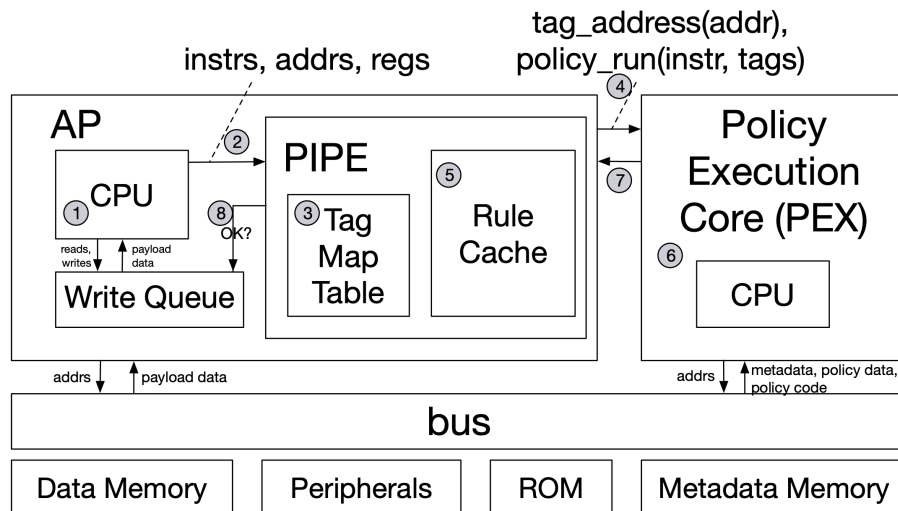 tag_address(addr),
policy_run(instr, tags)
instrs, addrs, regs
4
AP
2
PIPE
CPU
1
3
Tag
Map
Table
5
Rule
Cache
8
OK?
reads,
writes
payload
data
Write Queue
7
Policy
Execution
Core (PEX)
6
CPU
addrs
payload data
addrs
metadata, policy data,
policy code
bus
Data Memory
Peripherals
ROM
Metadata Memory